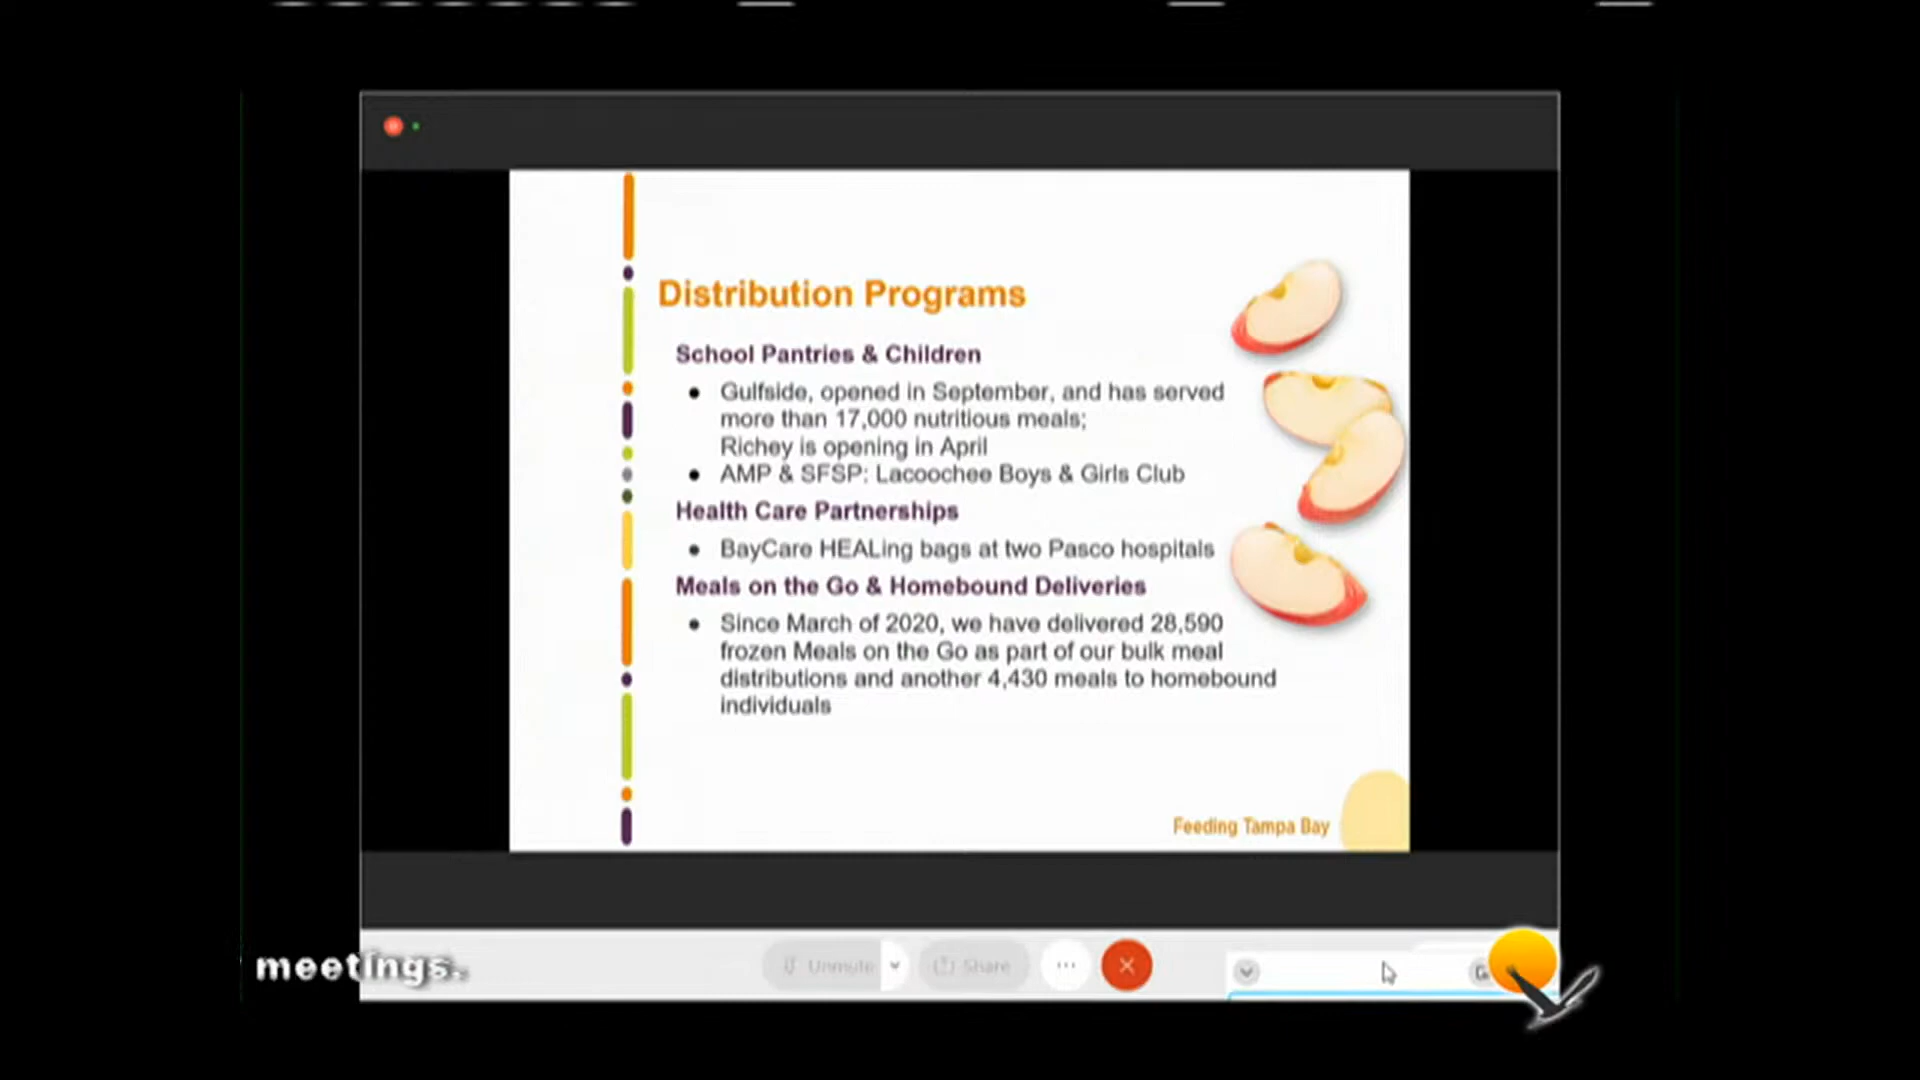 Distribution Programs
School Pantries & Children
● Gulfside, opened in September, and has served
more than 17,000 nutritious meals;
Richey is opening in April
● AMP & SFSP: Lacoochee Boys & Girls Club
Health Care Partnerships
● BayCare HEALing bags at two Pasco hospitals
Meals on the Go & Homebound Deliveries
● Since March of 2020, we have delivered 28,590
frozen Meals on the Go as part of our bulk meal
distributions and another 4,430 meals to homebound
individuals
Feeding Tampa Bay
meetings.
Unmute
Share